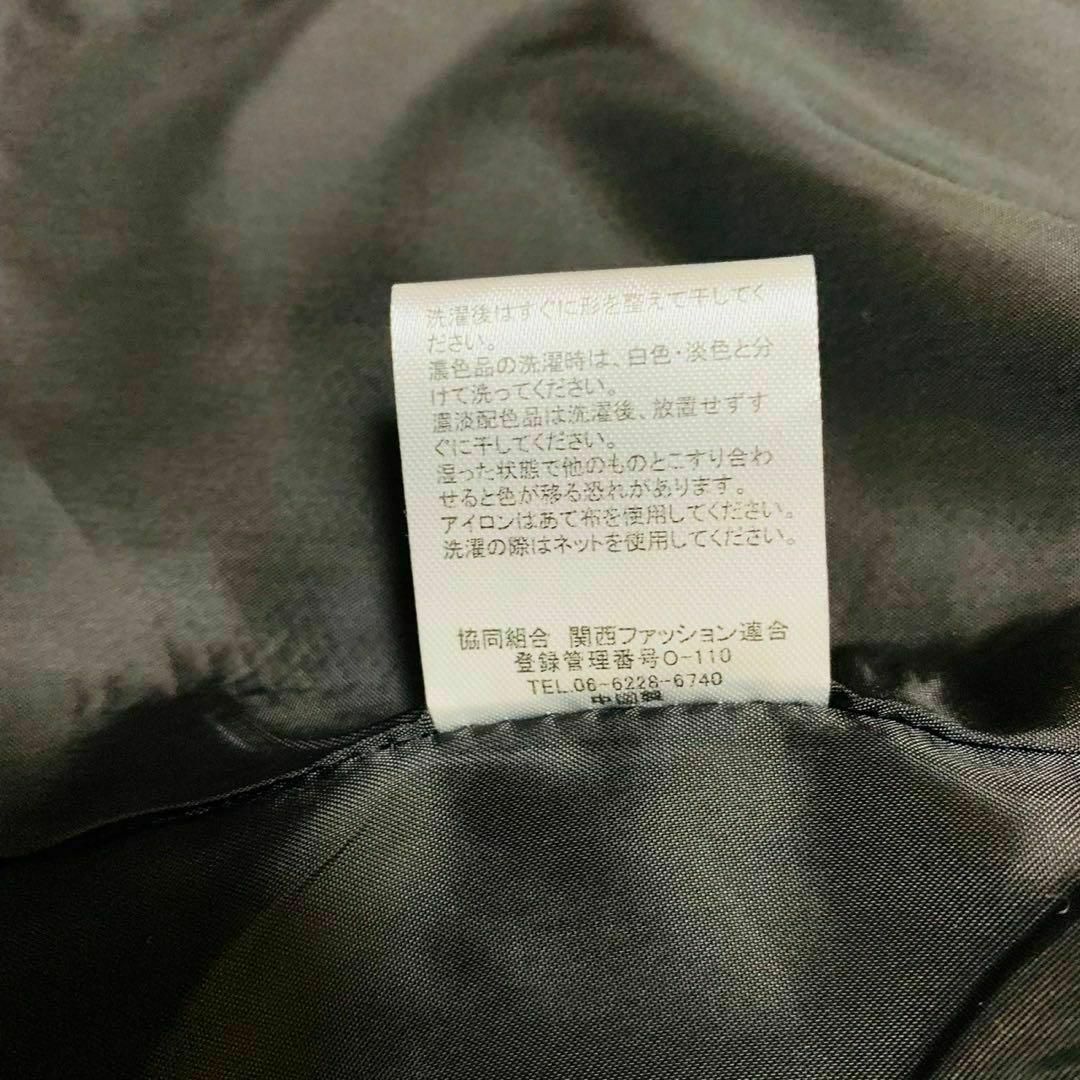 洗濯後はすぐに形を整えて干してく
ださい。
濃色品の洗濯時は、白色・淡色と分
けて洗ってください。
濃淡配色品は洗濯後、放置せずす
ぐに干してください。
湿った状態で他のものとこすり合わ
せると色が移る恐れがあります。
アイロンはあて布を使用してください。
洗濯の際はネットを使用してください。
協同組合 関西ファッション連合
登録管理番号O-110
TEL.06-6228-6740
中国製